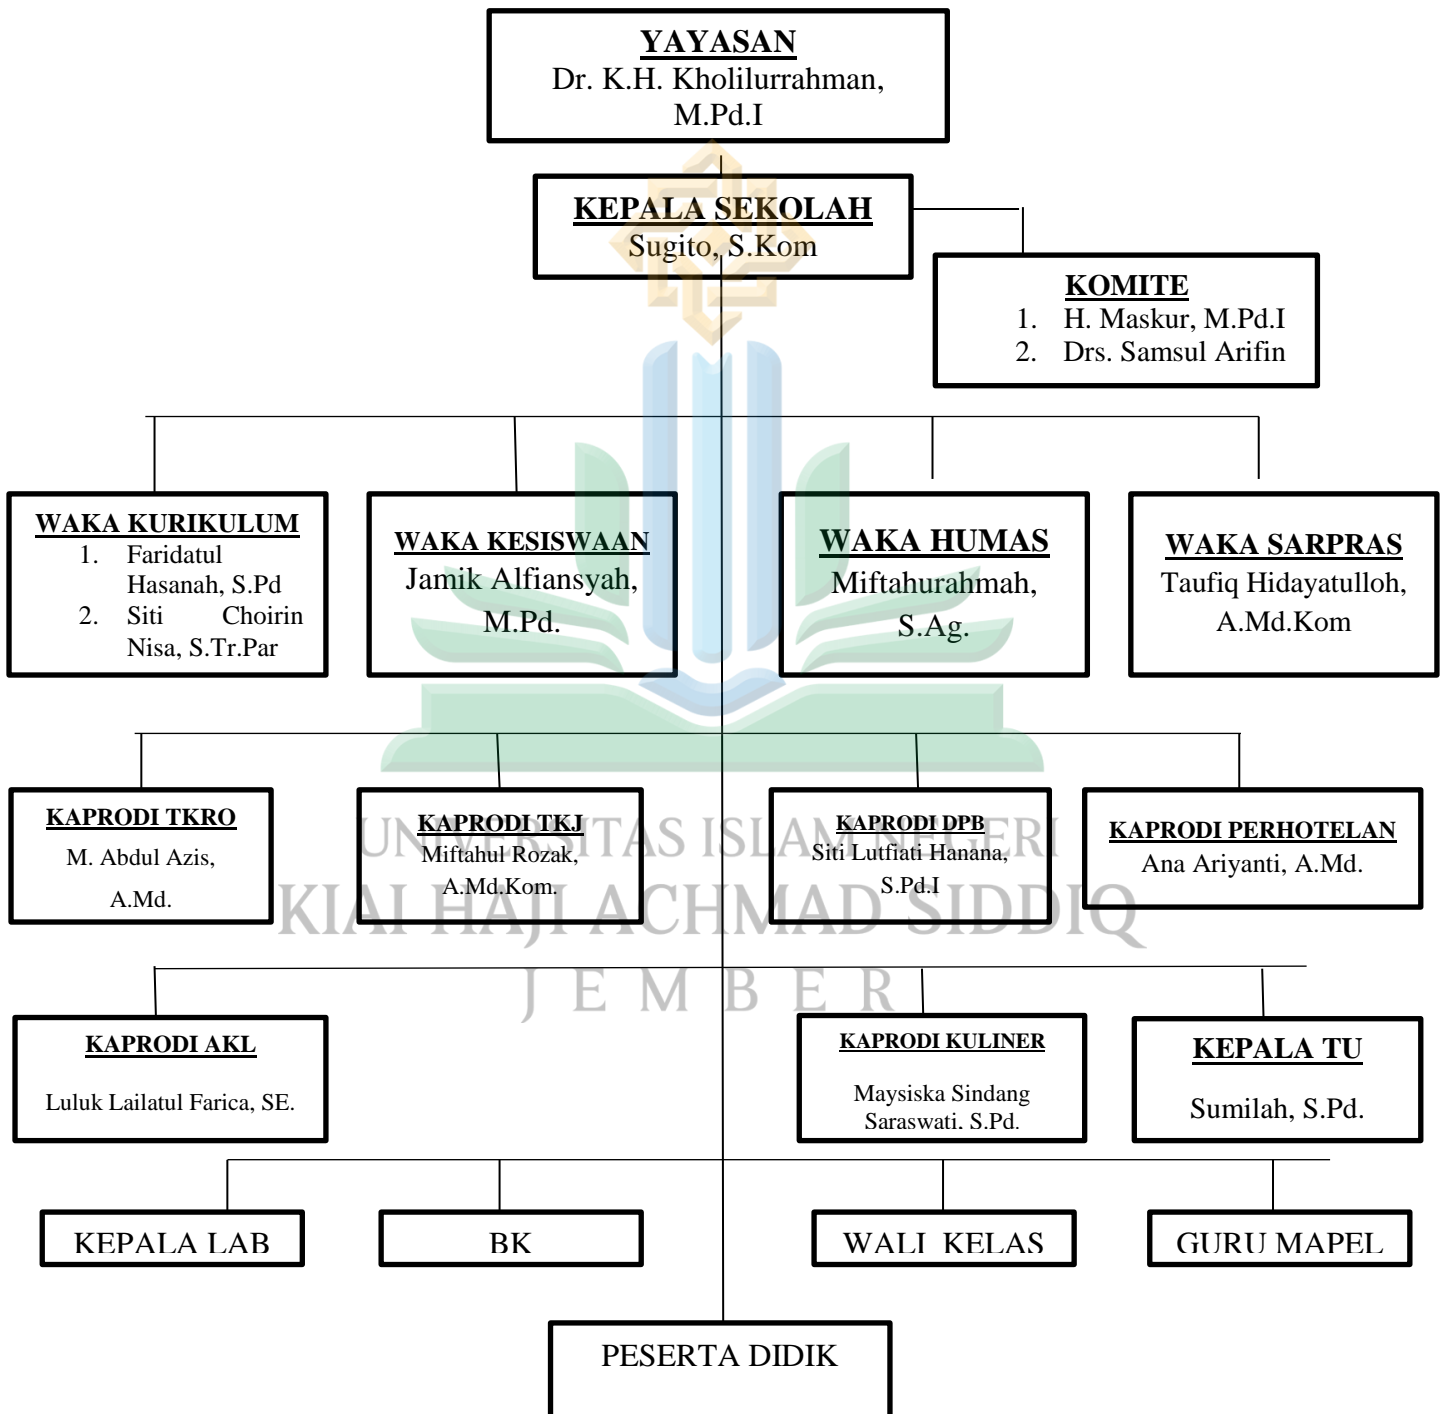 YAYASAN
Dr. K.H. Kholilurrahman,
M.Pd.I
KEPALA SEKOLAH
Sugito, S.Kom
KOMITE
1. H. Maskur, M.Pd.I
2. Drs. Samsul Arifin
WAKA KURIKULUM
1. Faridatul
Hasanah, S.Pd
2. Siti Choirin
Nisa, S.Tr.Par
WAKA KESISWAAN
Jamik Alfiansyah,
M.Pd.
WAKA HUMAS
Miftahurahmah,
S.Ag.
WAKA SARPRAS
Taufiq Hidayatulloh,
A.Md.Kom
KAPRODI TKRO
M. Abdul Azis,
A.Md.
KAPRODI TKJ
Miftahul Rozak,
A.Md.Kom.
KAPRODI DPB
Siti Lutfiati Hanana,
S.Pd.I
KAPRODI PERHOTELAN
Ana Ariyanti, A.Md.
UNIVERSITAS ISLAM NEGERI
KIAI HAJI ACHMAD SIDDIQ
JEMBER
KAPRODI AKL
Luluk Lailatul Farica, SE.
KAPRODI KULINER
Maysiska Sindang
Saraswati, S.Pd.
KEPALA TU
Sumilah, S.Pd.
KEPALA LAB
BK
WALI KELAS
GURU MAPEL
PESERTA DIDIK